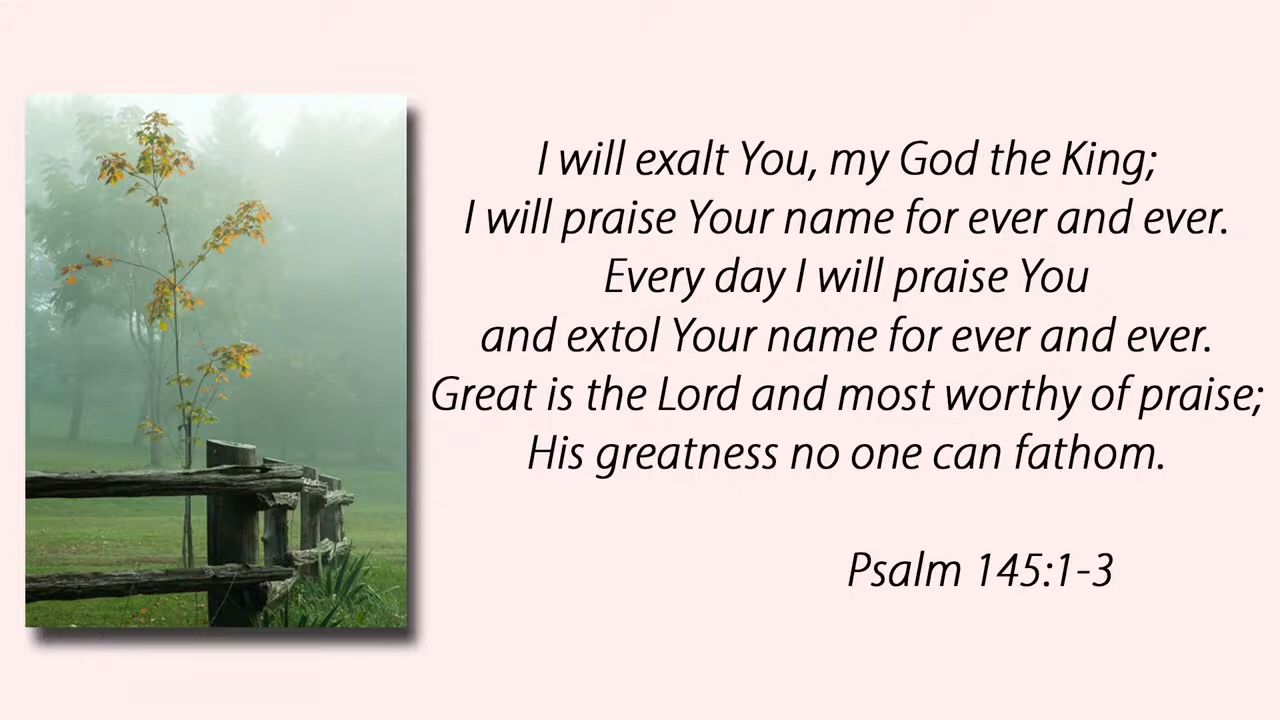 I will exalt You, my God the King;
I will praise Your name for ever and ever.
Every day I will praise You
and extol Your name for ever and ever.
Great is the Lord and most worthy of praise;
His greatness no one can fathom.
Psalm 145:1-3